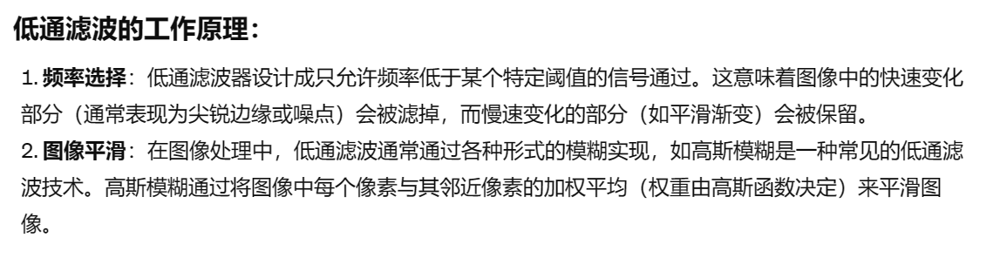 低通滤波的工作原理：
1. 频率选择：低通滤波器设计成只允许频率低于某个特定阈值的信号通过。这意味着图像中的快速变化
部分（通常表现为尖锐边缘或噪点）会被滤掉，而慢速变化的部分（如平滑渐变）会被保留。
2. 图像平滑：在图像处理中，低通滤波通常通过各种形式的模糊实现，如高斯模糊是一种常见的低通滤
波技术。高斯模糊通过将图像中每个像素与其邻近像素的加权平均（权重由高斯函数决定）来平滑图
像。